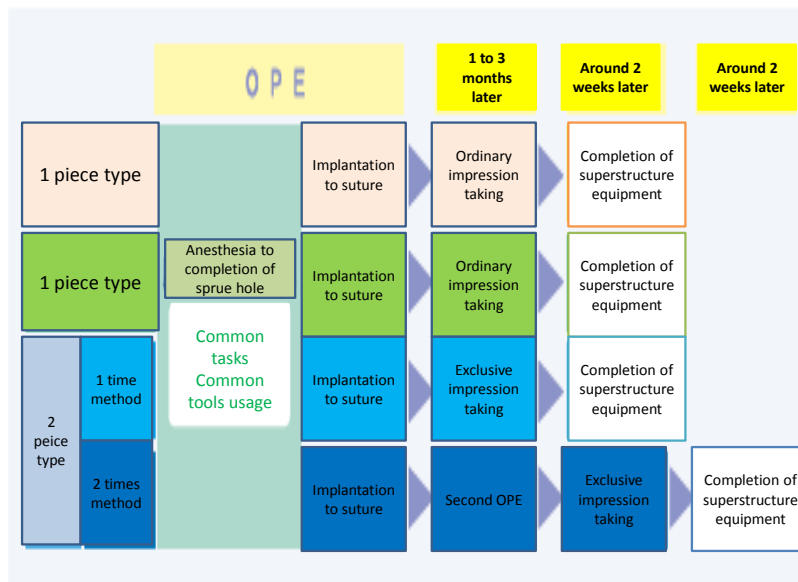 O P E
1 to 3
months
later
Around 2
weeks later
Around 2
weeks later
1 piece type
Implantation
to suture
Ordinary
impression
taking
Completion of
superstructure
equipment
1 piece type
Anesthesia to
completion of
sprue hole
Implantation
to suture
Ordinary
impression
taking
Completion of
superstructure
equipment
Common
tasks
Common
tools usage
2
peice
type
1 time
method
Implantation
to suture
Exclusive
impression
taking
Completion of
superstructure
equipment
2 times
method
Implantation
to suture
Second OPE
Exclusive
impression
taking
Completion of
superstructure
equipment